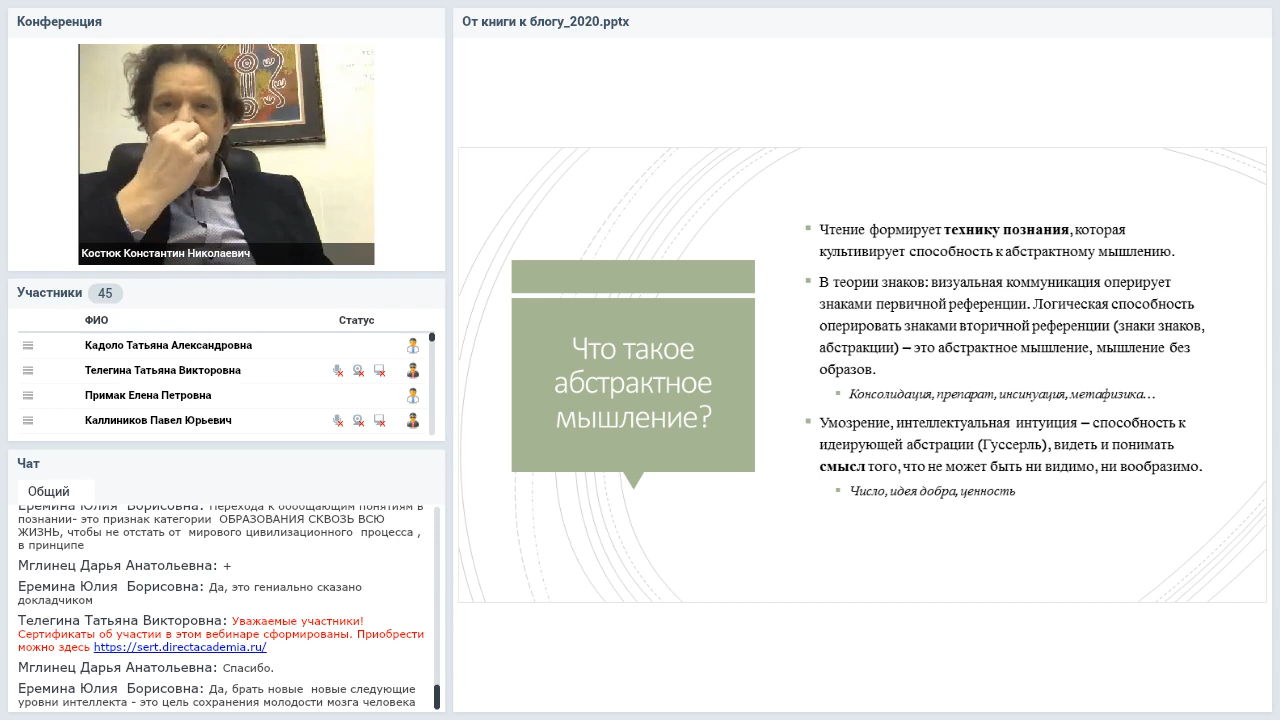 Конференция
Костюк Константин Николаевич
Участники 45
ФИО Статус
Кадоло Татьяна Александровна
Телегина Татьяна Викторовна
Примак Елена Петровна
Каллиников Павел Юрьевич
Чат
Общий
Еремина Юлия Борисовна: Перехода к обобщающим понятиям в
познании- это признак категории ОБРАЗОВАНИЯ СКВОЗЬ ВСЮ
ЖИЗНЬ, чтобы не отстать от мирового цивилизационного процесса ,
в принципе
Мглинец Дарья Анатольевна: +
Еремина Юлия Борисовна: Да, это гениально сказано
докладчиком
Телегина Татьяна Викторовна: Уважаемые участники!
Сертификаты об участии в этом вебинаре сформированы. Приобрести
можно здесь https://sert.directacademia.ru/
Мглинец Дарья Анатольевна: Спасибо.
Еремина Юлия Борисовна: Да, брать новые новые следующие
уровни интеллекта - это цель сохранения молодости мозга человека
От книги к блогу_2020.pptx
Что такое
абстрактное
мышление?
Чтение формирует технику познания, которая
культивирует способность к абстрактному мышлению.
В теории знаков: визуальная коммуникация оперирует
знаками первичной референции. Логическая способность
оперировать знаками вторичной референции (знаки знаков,
абстракции) – это абстрактное мышление, мышление без
образов.
Консолидация, препарат, инсинуация, метафизика…
Умозрение, интеллектуальная интуиция – способность к
идеирующей абстрации (Гуссерль), видеть и понимать
смысл того, что не может быть ни видимо, ни вообразимо.
Число, идея добра, ценность